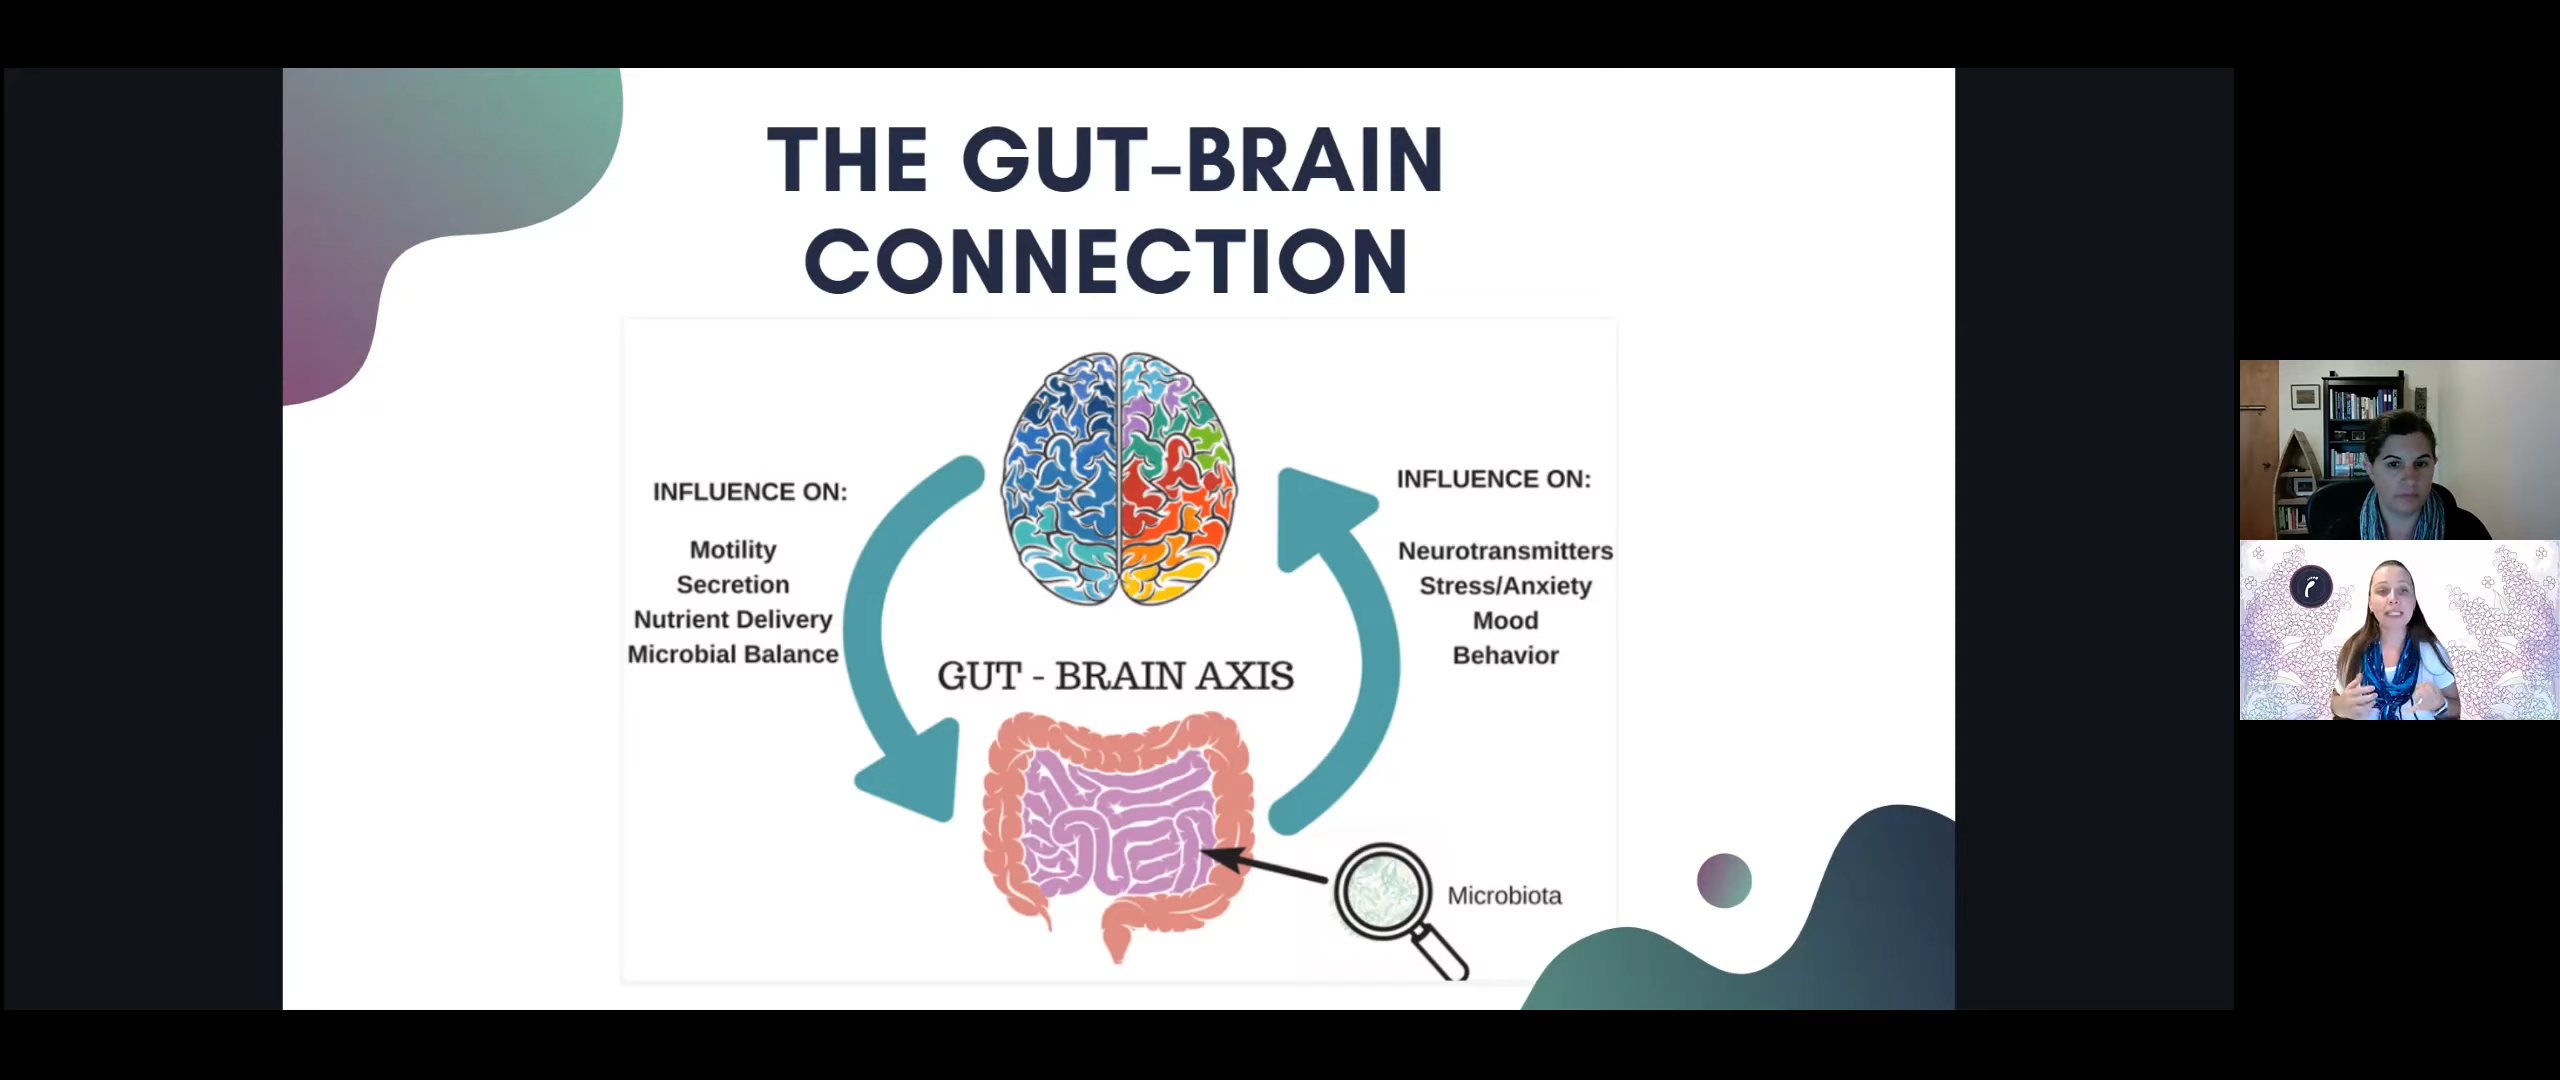 THE GUT-BRAIN
CONNECTION
INFLUENCE ON:
Motility
Secretion
Nutrient Delivery
Microbial Balance
INFLUENCE ON:
Neurotransmitters
Stress/Anxiety
Mood
Behavior
GUT - BRAIN AXIS
Microbiota